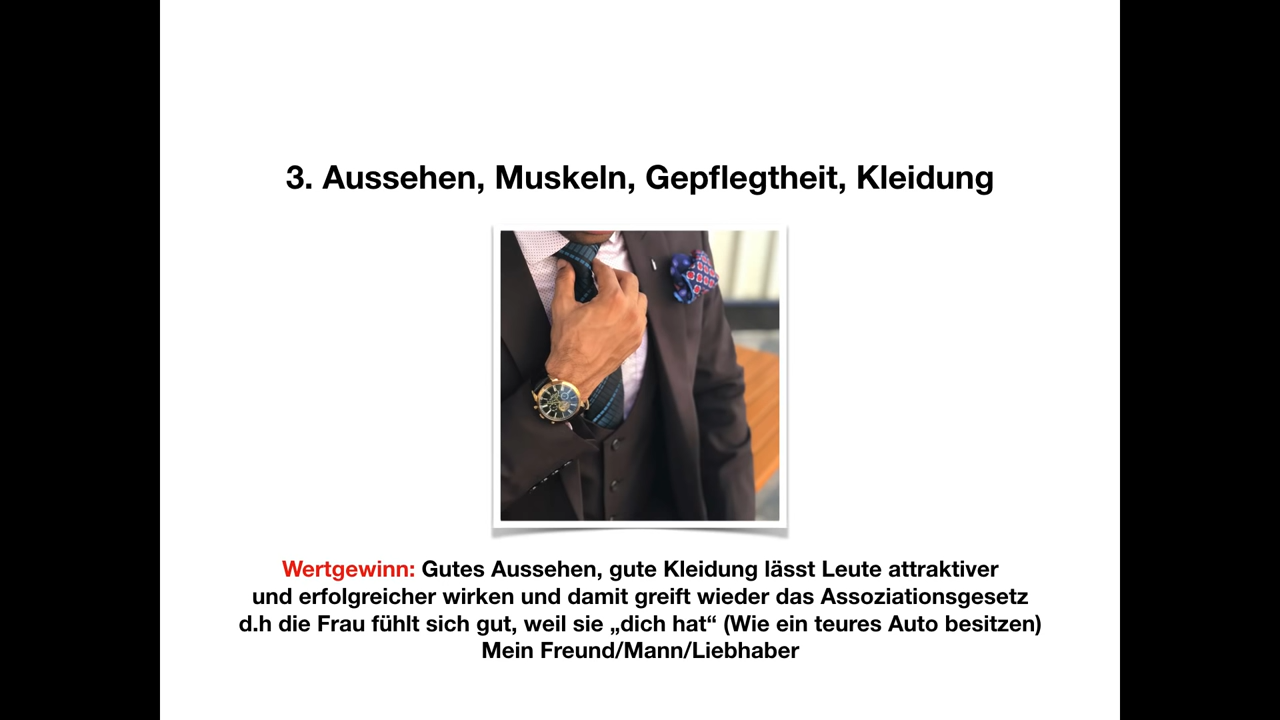 3. Aussehen, Muskeln, Gepflegtheit, Kleidung
Wertgewinn: Gutes Aussehen, gute Kleidung lässt Leute attraktiver
und erfolgreicher wirken und damit greift wieder das Assoziationsgesetz
d.h die Frau fühlt sich gut, weil sie „dich hat“ (Wie ein teures Auto besitzen)
Mein Freund/Mann/Liebhaber